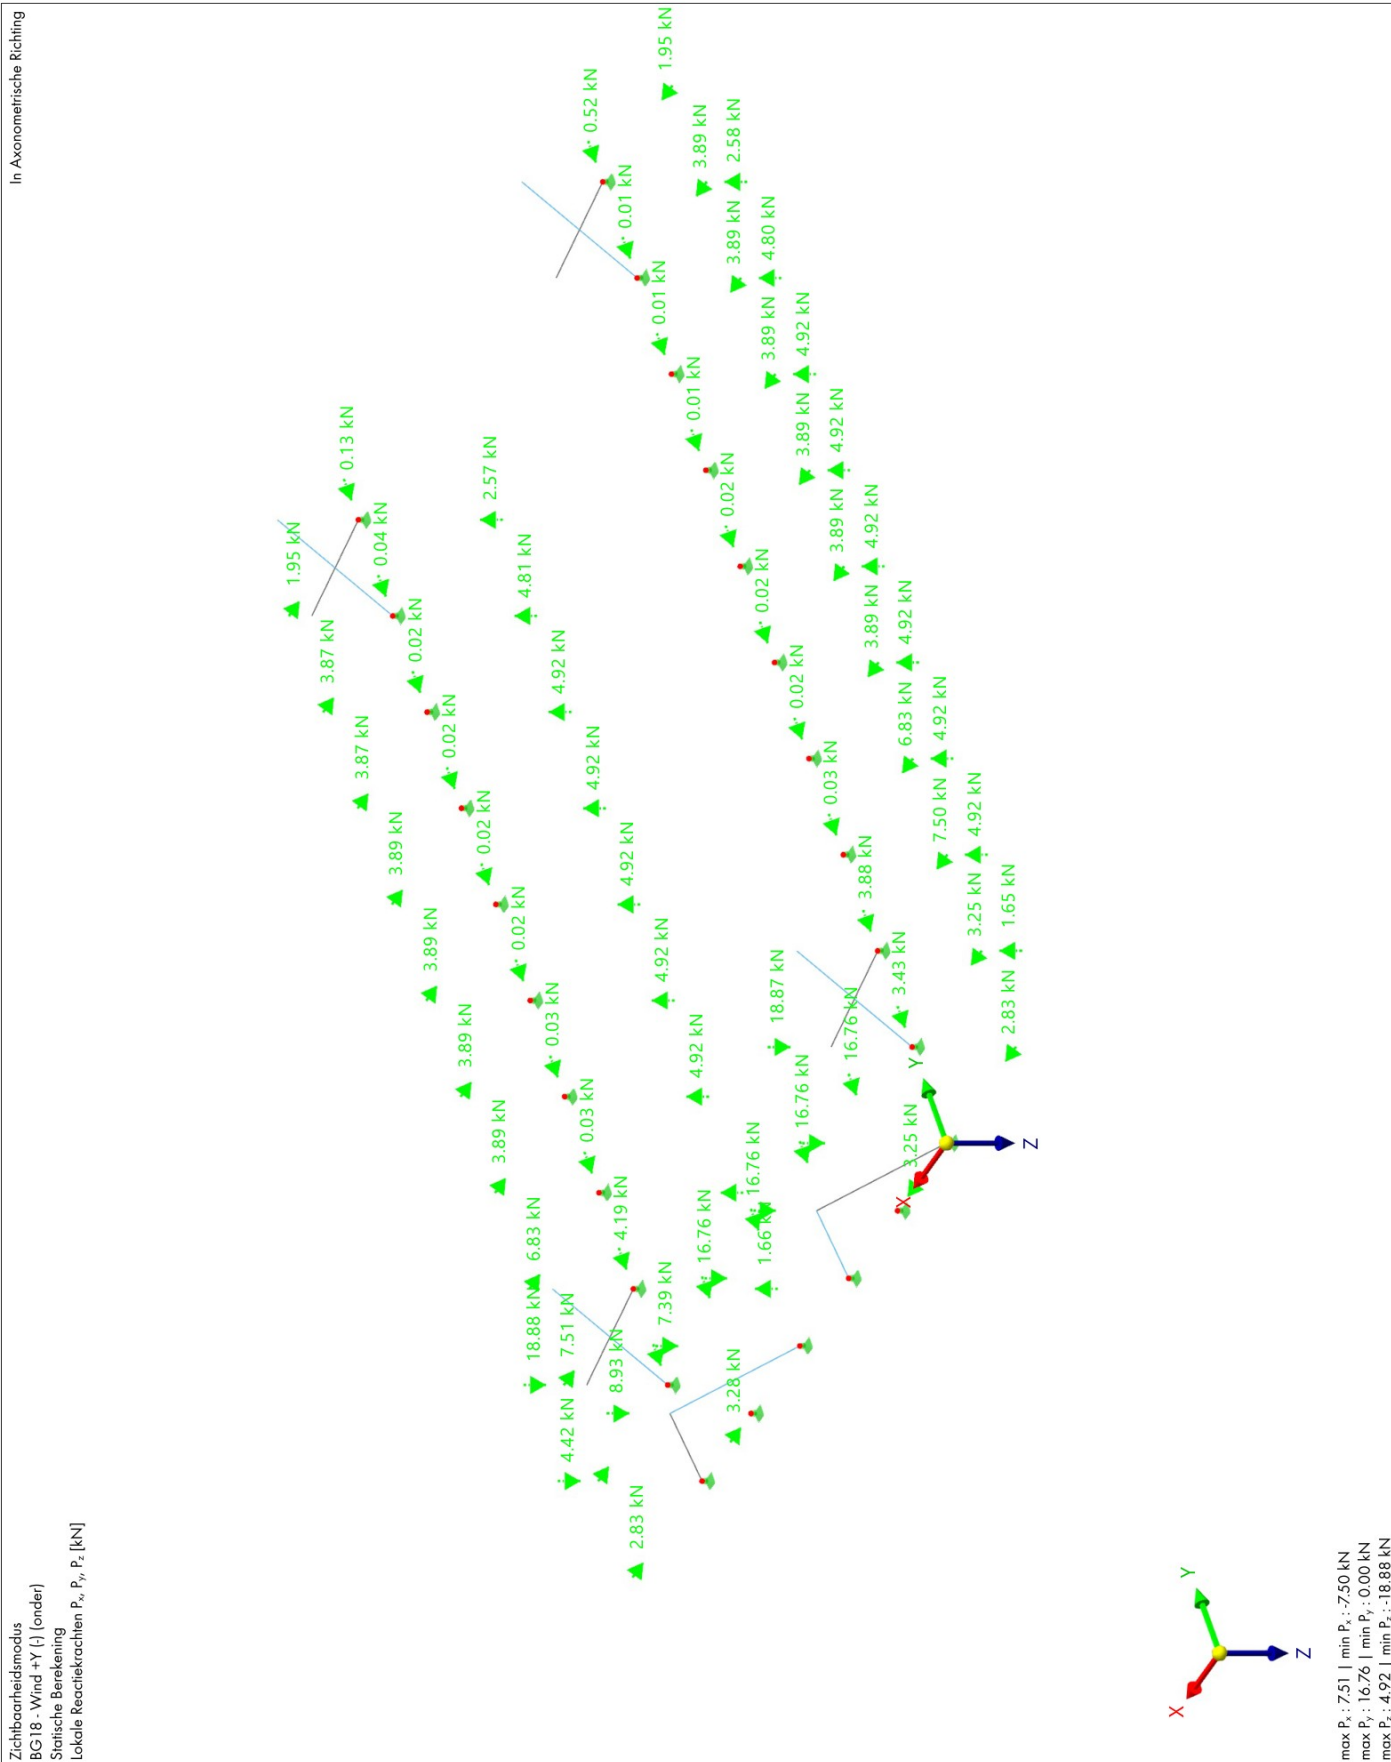 Zichtbaarheidsmodus
BG18 - Wind +Y (-) (onder)
Statische Berekening
Lokale Reactiekrachten Pₓ, Pᵧ, P_z [kN]
In Axonometrische Richting
1.95 kN
0.13 kN
3.87 kN
0.04 kN
3.87 kN
0.02 kN
3.89 kN
0.02 kN
3.89 kN
0.02 kN
3.89 kN
0.02 kN
3.89 kN
0.03 kN
6.83 kN
0.03 kN
18.88 kN
7.51 kN
4.19 kN
4.42 kN
8.93 kN
7.39 kN
2.83 kN
3.28 kN
2.57 kN
4.81 kN
4.92 kN
4.92 kN
4.92 kN
4.92 kN
4.92 kN
16.76 kN
16.76 kN
1.66 kN
16.76 kN
18.87 kN
16.76 kN
0.52 kN
0.01 kN
0.01 kN
0.01 kN
0.02 kN
0.02 kN
0.02 kN
0.03 kN
3.88 kN
3.43 kN
3.25 kN
1.95 kN
3.89 kN
2.58 kN
3.89 kN
4.80 kN
3.89 kN
4.92 kN
3.89 kN
4.92 kN
3.89 kN
4.92 kN
3.89 kN
4.92 kN
6.83 kN
4.92 kN
7.50 kN
4.92 kN
3.25 kN
1.65 kN
2.83 kN
X
Y
Z
X
Y
Z
max Pₓ : 7.51 | min Pₓ : -7.50 kN
max Pᵧ : 16.76 | min Pᵧ : 0.00 kN
max P_z : 4.92 | min P_z : -18.88 kN